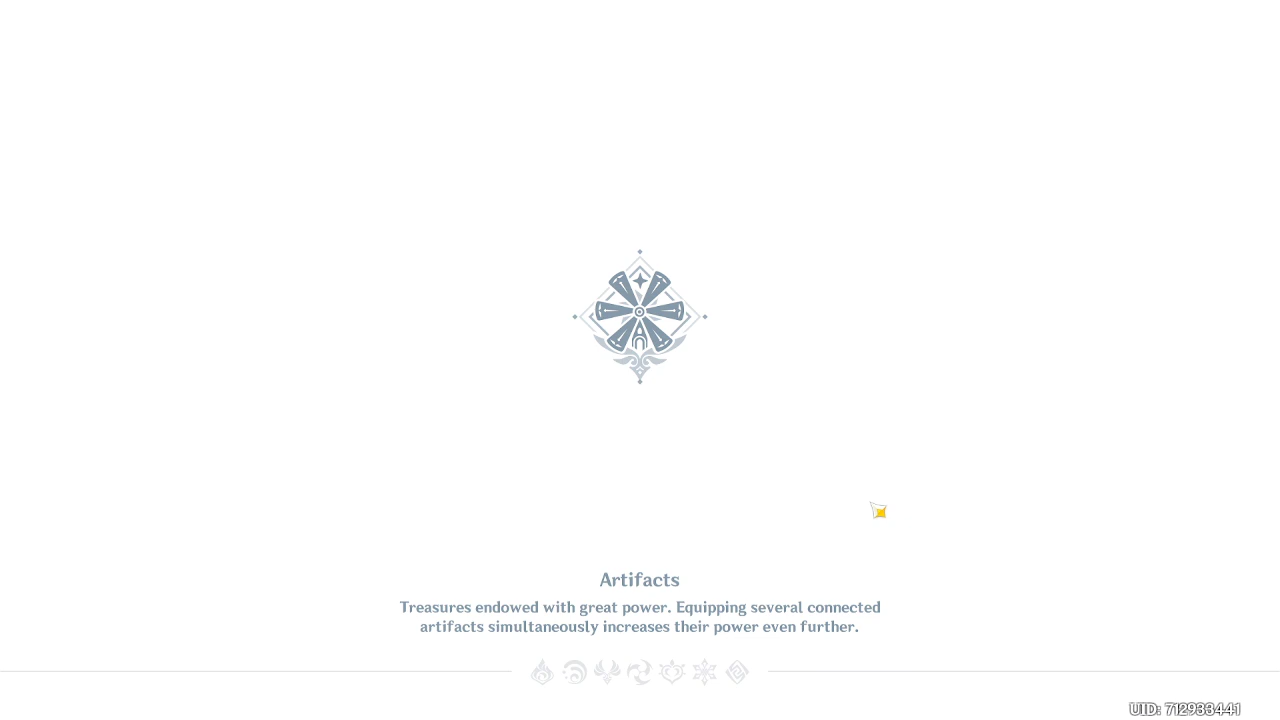 Artifacts
Treasures endowed with great power. Equipping several connected
artifacts simultaneously increases their power even further.
UID: 712933441